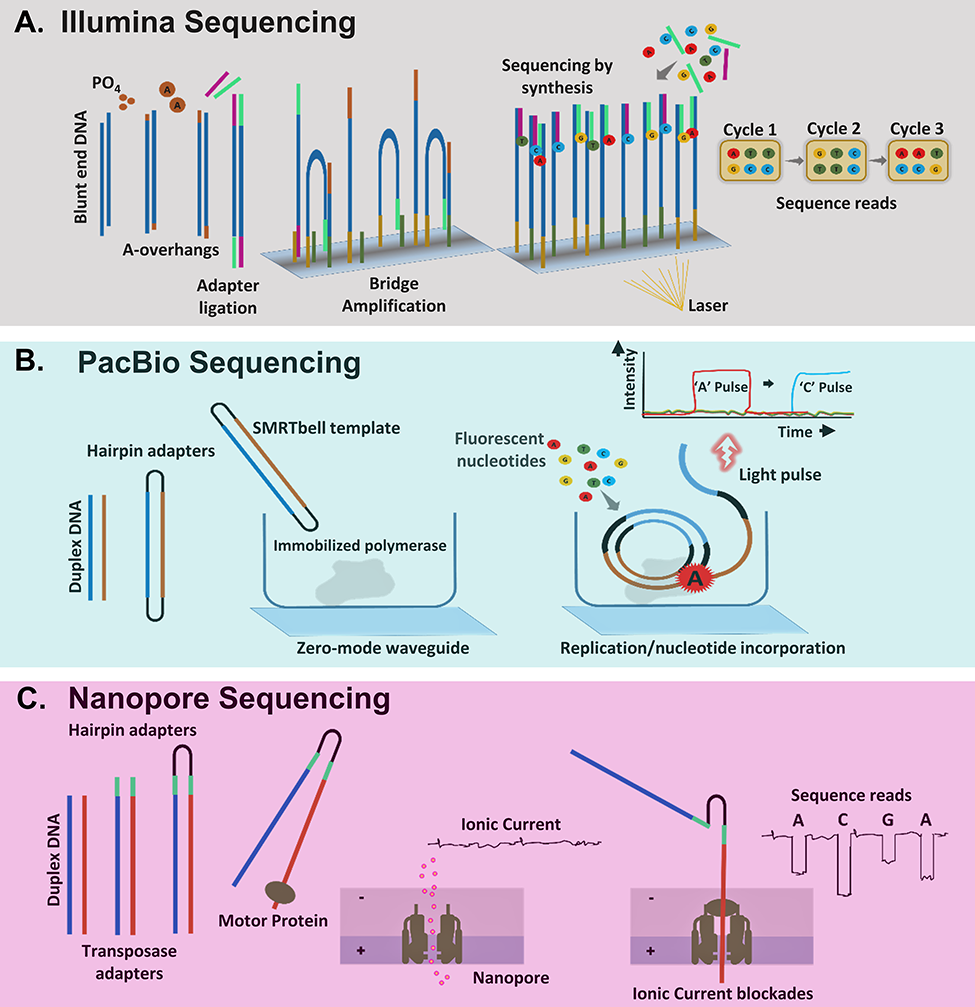 A. Illumina Sequencing
PO4
A
A
Blunt end DNA
A-overhangs
Adapter
ligation
Bridge
Amplification
Sequencing by
synthesis
C
G
A
C
A
T
G
A
T
C
A
C
G
T
A
C
G
C
G
A
Laser
Cycle 1
Cycle 2
Cycle 3
A T T
G T C
A A T
G C C
T T C
C C G
Sequence reads
B. PacBio Sequencing
Hairpin adapters
Duplex DNA
SMRTbell template
Immobilized polymerase
Zero-mode waveguide
Fluorescent
nucleotides
A
T
C
G
A
G
G
T
C
A
A
Replication/nucleotide incorporation
Light pulse
Intensity
'A' Pulse
'C' Pulse
Time
C. Nanopore Sequencing
Hairpin adapters
Duplex DNA
Transposase
adapters
Motor Protein
Ionic Current
-
+
Nanopore
-
+
Ionic Current blockades
Sequence reads
A C G A